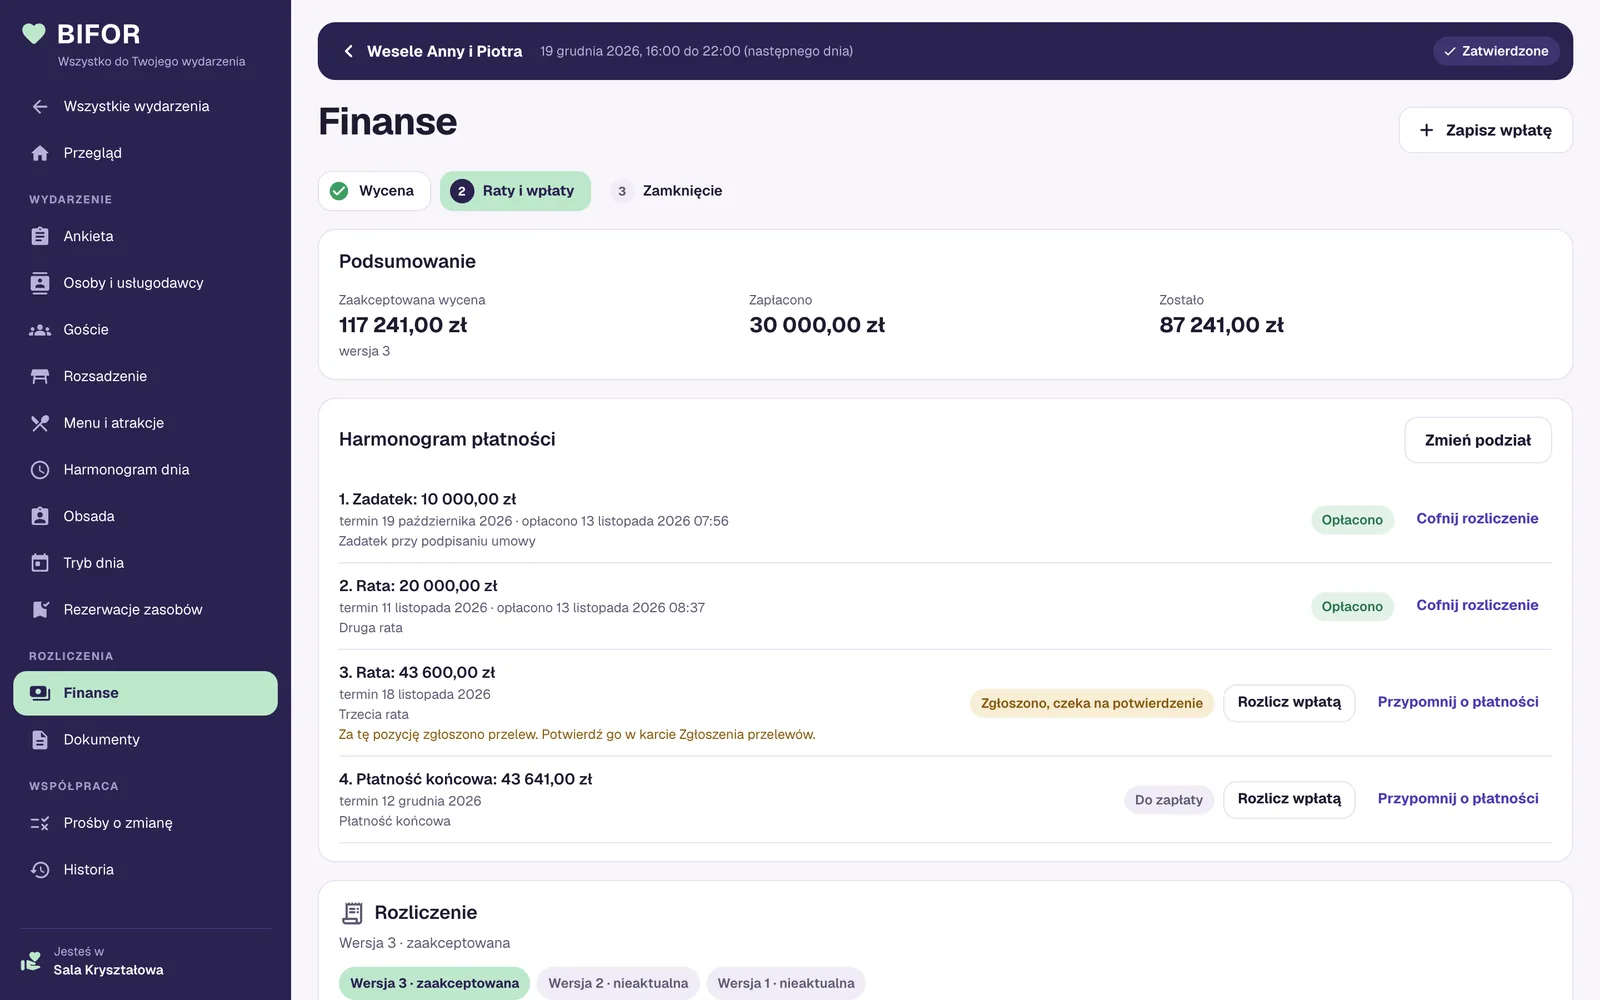 BIFOR
Wszystko do Twojego wydarzenia
Wszystkie wydarzenia
Przegląd
WYDARZENIE
Ankieta
Osoby i usługodawcy
Goście
Rozsadzenie
Menu i atrakcje
Harmonogram dnia
Obsada
Tryb dnia
Rezerwacje zasobów
ROZLICZENIA
Finanse
Dokumenty
WSPÓŁPRACA
Prośby o zmianę
Historia
Jesteś w
Sala Kryształowa
Wesele Anny i Piotra 19 grudnia 2026, 16:00 do 22:00 (następnego dnia) Zatwierdzone
Finanse
Zapisz wpłatę
Wycena 2 Raty i wpłaty 3 Zamknięcie
Podsumowanie
Zaakceptowana wycena Zapłacono Zostało
117 241,00 zł 30 000,00 zł 87 241,00 zł
wersja 3
Harmonogram płatności Zmień podział
1. Zadatek: 10 000,00 zł
termin 19 października 2026 · opłacono 13 listopada 2026 07:56
Zadatek przy podpisaniu umowy
Opłacono Cofnij rozliczenie
2. Rata: 20 000,00 zł
termin 11 listopada 2026 · opłacono 13 listopada 2026 08:37
Druga rata
Opłacono Cofnij rozliczenie
3. Rata: 43 600,00 zł
termin 18 listopada 2026
Trzecia rata
Za tę pozycję zgłoszono przelew. Potwierdź go w karcie Zgłoszenia przelewów.
Zgłoszono, czeka na potwierdzenie Rozlicz wpłatą Przypomnij o płatności
4. Płatność końcowa: 43 641,00 zł
termin 12 grudnia 2026
Płatność końcowa
Do zapłaty Rozlicz wpłatą Przypomnij o płatności
Rozliczenie
Wersja 3 · zaakceptowana
Wersja 3 · zaakceptowana Wersja 2 · nieaktualna Wersja 1 · nieaktualna